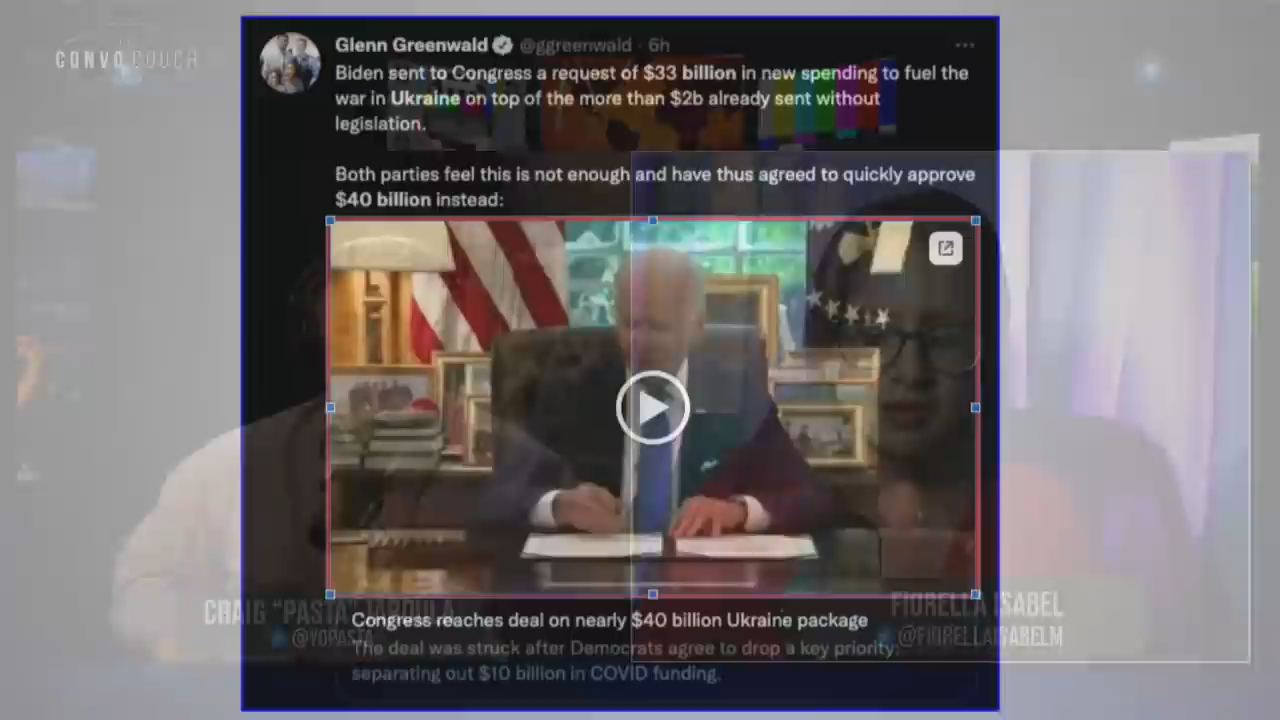 CONVO COUCH
Glenn Greenwald @ggreenwald · 6h
Biden sent to Congress a request of $33 billion in new spending to fuel the
war in Ukraine on top of the more than $2b already sent without
legislation.
Both parties feel this is not enough and have thus agreed to quickly approve
$40 billion instead:
CRAIG "PASTA" JARDULA
@YOPASTA
FIORELLA ISABEL
@FIORELLAISABELM
Congress reaches deal on nearly $40 billion Ukraine package
The deal was struck after Democrats agree to drop a key priority:
separating out $10 billion in COVID funding.